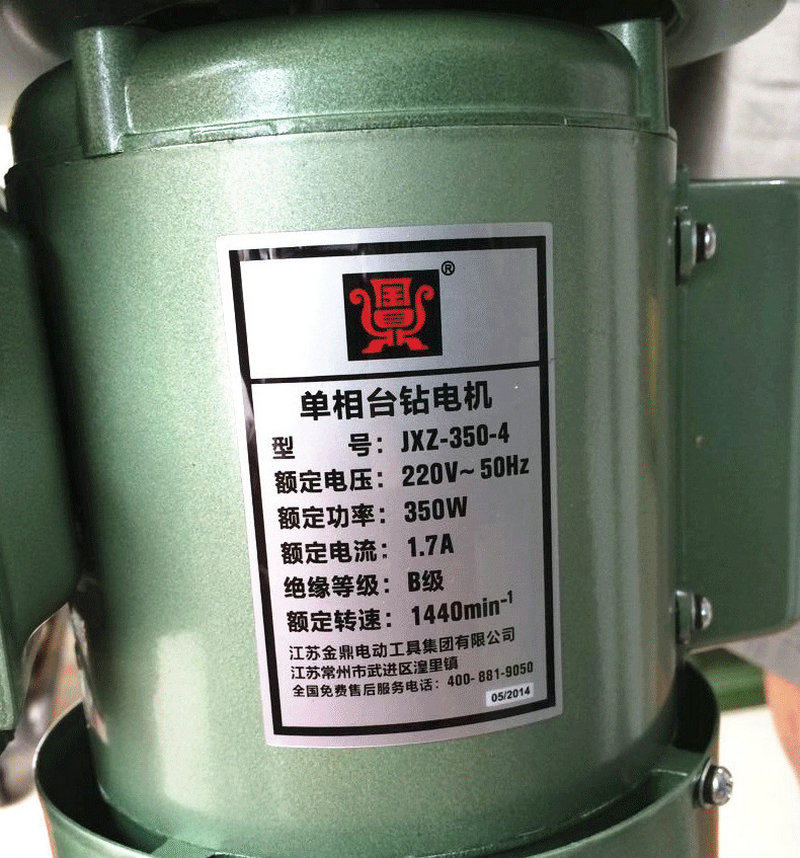 ®
国鼎
单相台钻电机
型 号：JXZ-350-4
额定电压：220V~50Hz
额定功率：350W
额定电流：1.7A
绝缘等级：B级
额定转速：1440min⁻¹
江苏金鼎电动工具集团有限公司
江苏常州市武进区湟里镇
全国免费售后服务电话：400-881-9050
05/2014